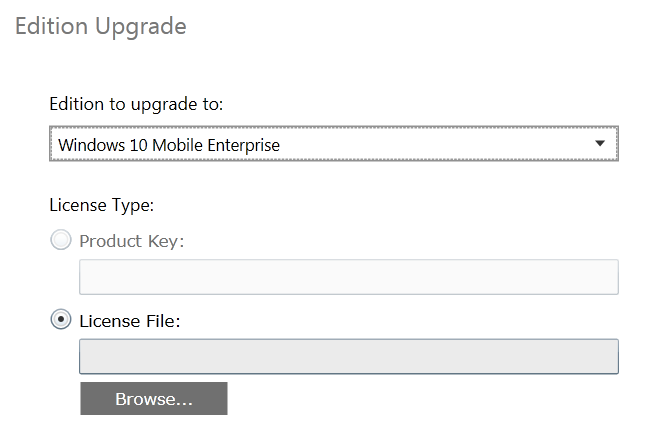 Edition Upgrade
Edition to upgrade to:
Windows 10 Mobile Enterprise
License Type:
Product Key:
License File:
Browse...